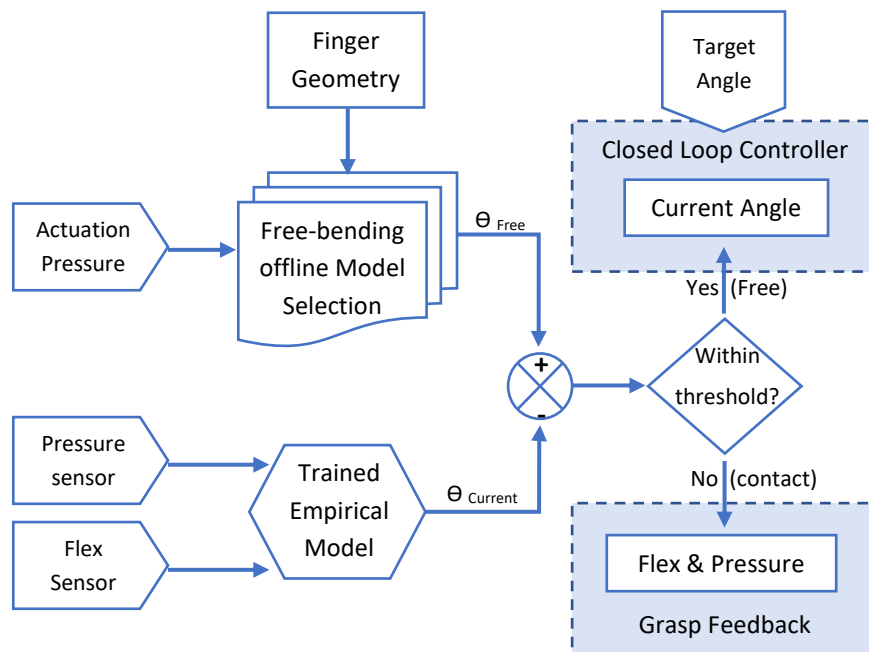 Finger
Geometry
Target
Angle
Closed Loop Controller
Current Angle
Actuation
Pressure
Free-bending
offline Model
Selection
Θ Free
Yes (Free)
+
-
Within
threshold?
Pressure
sensor
Flex
Sensor
Trained
Empirical
Model
Θ Current
No (contact)
Flex & Pressure
Grasp Feedback